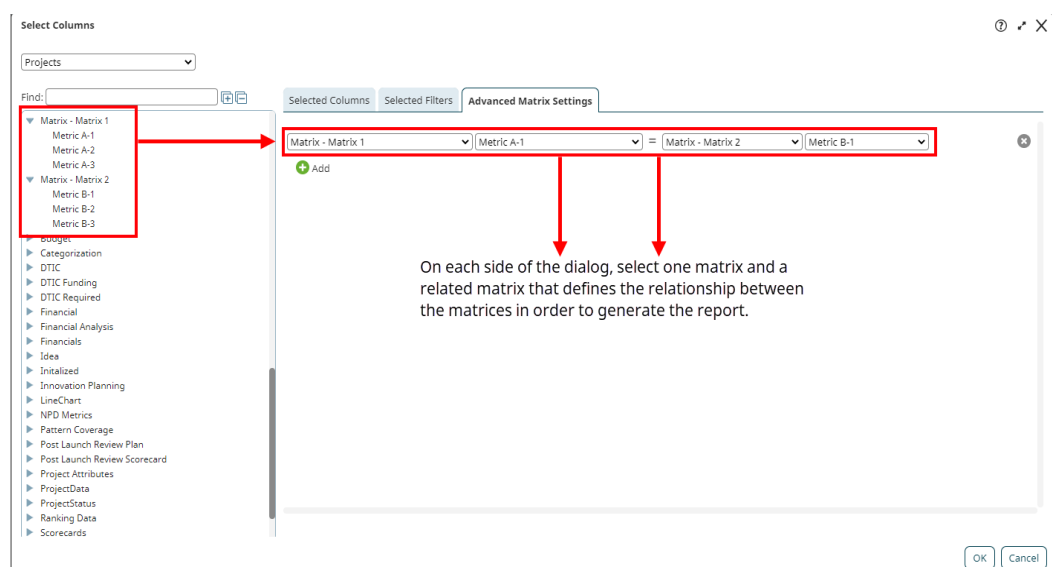 Select Columns
Projects
Find:
Selected Columns Selected Filters Advanced Matrix Settings
Matrix - Matrix 1
Metric A-1
Metric A-2
Metric A-3
Matrix - Matrix 2
Metric B-1
Metric B-2
Metric B-3
Budget
Categorization
DTIC
DTIC Funding
DTIC Required
Financial
Financial Analysis
Financials
Idea
Initalized
Innovation Planning
LineChart
NPD Metrics
Pattern Coverage
Post Launch Review Plan
Post Launch Review Scorecard
Project Attributes
ProjectData
ProjectStatus
Ranking Data
Scorecards
Matrix - Matrix 1 Metric A-1 = Matrix - Matrix 2 Metric B-1
Add
On each side of the dialog, select one matrix and a
related matrix that defines the relationship between
the matrices in order to generate the report.
OK Cancel